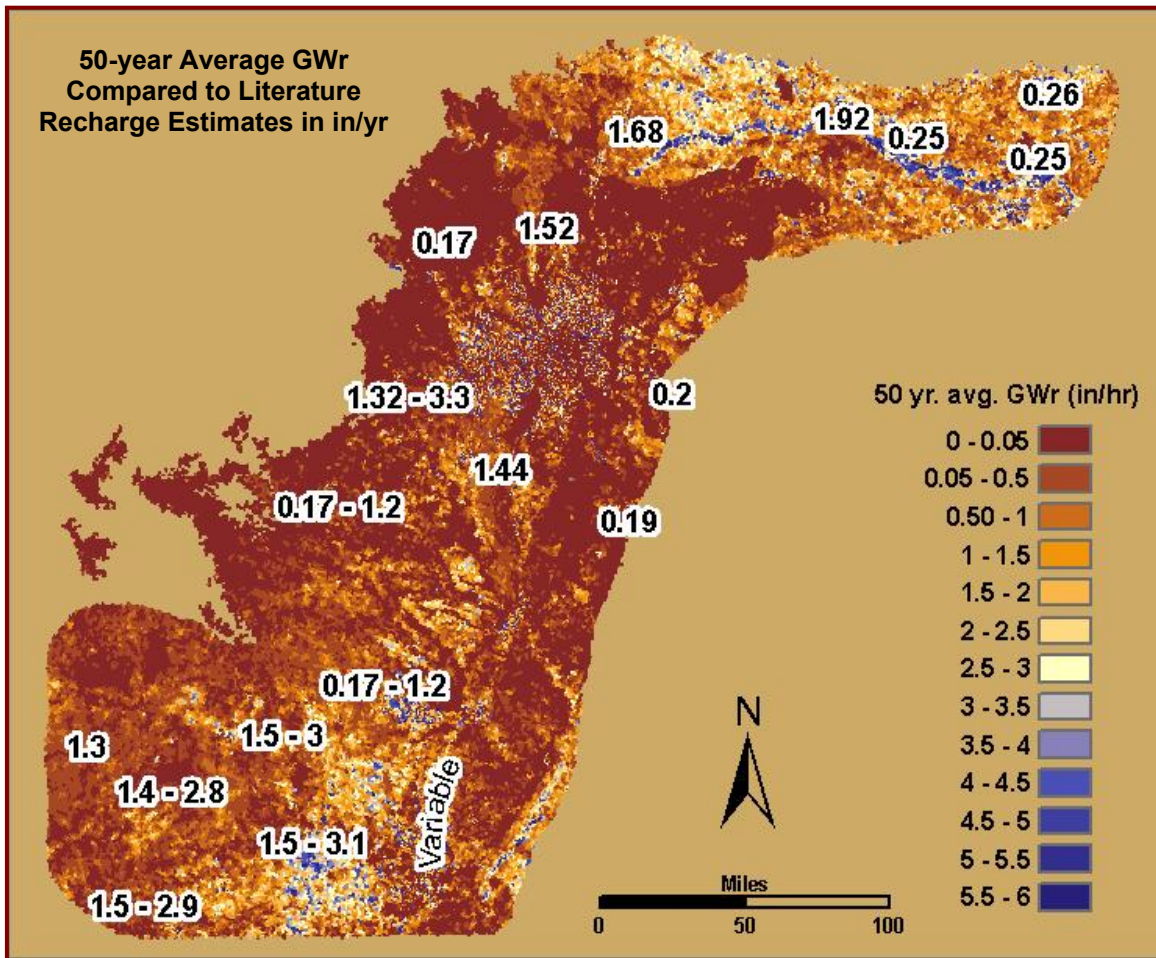 50-year Average GWr
Compared to Literature
Recharge Estimates in in/yr
0.26
1.68
1.92
0.25
0.25
0.17
1.52
1.32 - 3.3
0.2
1.44
0.17 - 1.2
0.19
0.17 - 1.2
1.5 - 3
1.3
1.4 - 2.8
Variable
1.5 - 3.1
1.5 - 2.9
50 yr. avg. GWr (in/hr)
0 - 0.05
0.05 - 0.5
0.50 - 1
1 - 1.5
1.5 - 2
2 - 2.5
2.5 - 3
3 - 3.5
3.5 - 4
4 - 4.5
4.5 - 5
5 - 5.5
5.5 - 6
N
Miles
0 50 100